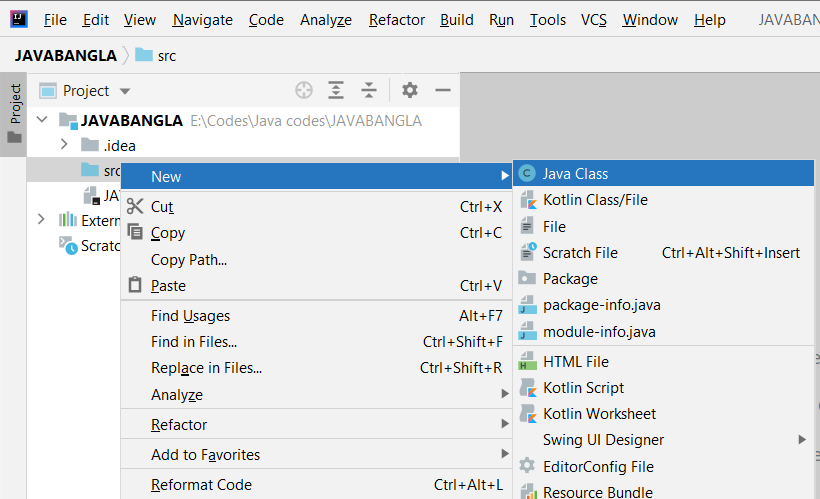 File Edit View Navigate Code Analyze Refactor Build Run Tools VCS Window Help JAVABANGLA
JAVABANGLA src
Project
Project
JAVABANGLA E:\Codes\Java codes\JAVABANGLA
.idea
src
JA
Extern
Scratc
New
Cut Ctrl+X
Copy Ctrl+C
Copy Path...
Paste Ctrl+V
Find Usages Alt+F7
Find in Files... Ctrl+Shift+F
Replace in Files... Ctrl+Shift+R
Analyze
Refactor
Add to Favorites
Reformat Code Ctrl+Alt+L
Java Class
Kotlin Class/File
File
Scratch File Ctrl+Alt+Shift+Insert
Package
package-info.java
module-info.java
HTML File
Kotlin Script
Kotlin Worksheet
Swing UI Designer
EditorConfig File
Resource Bundle